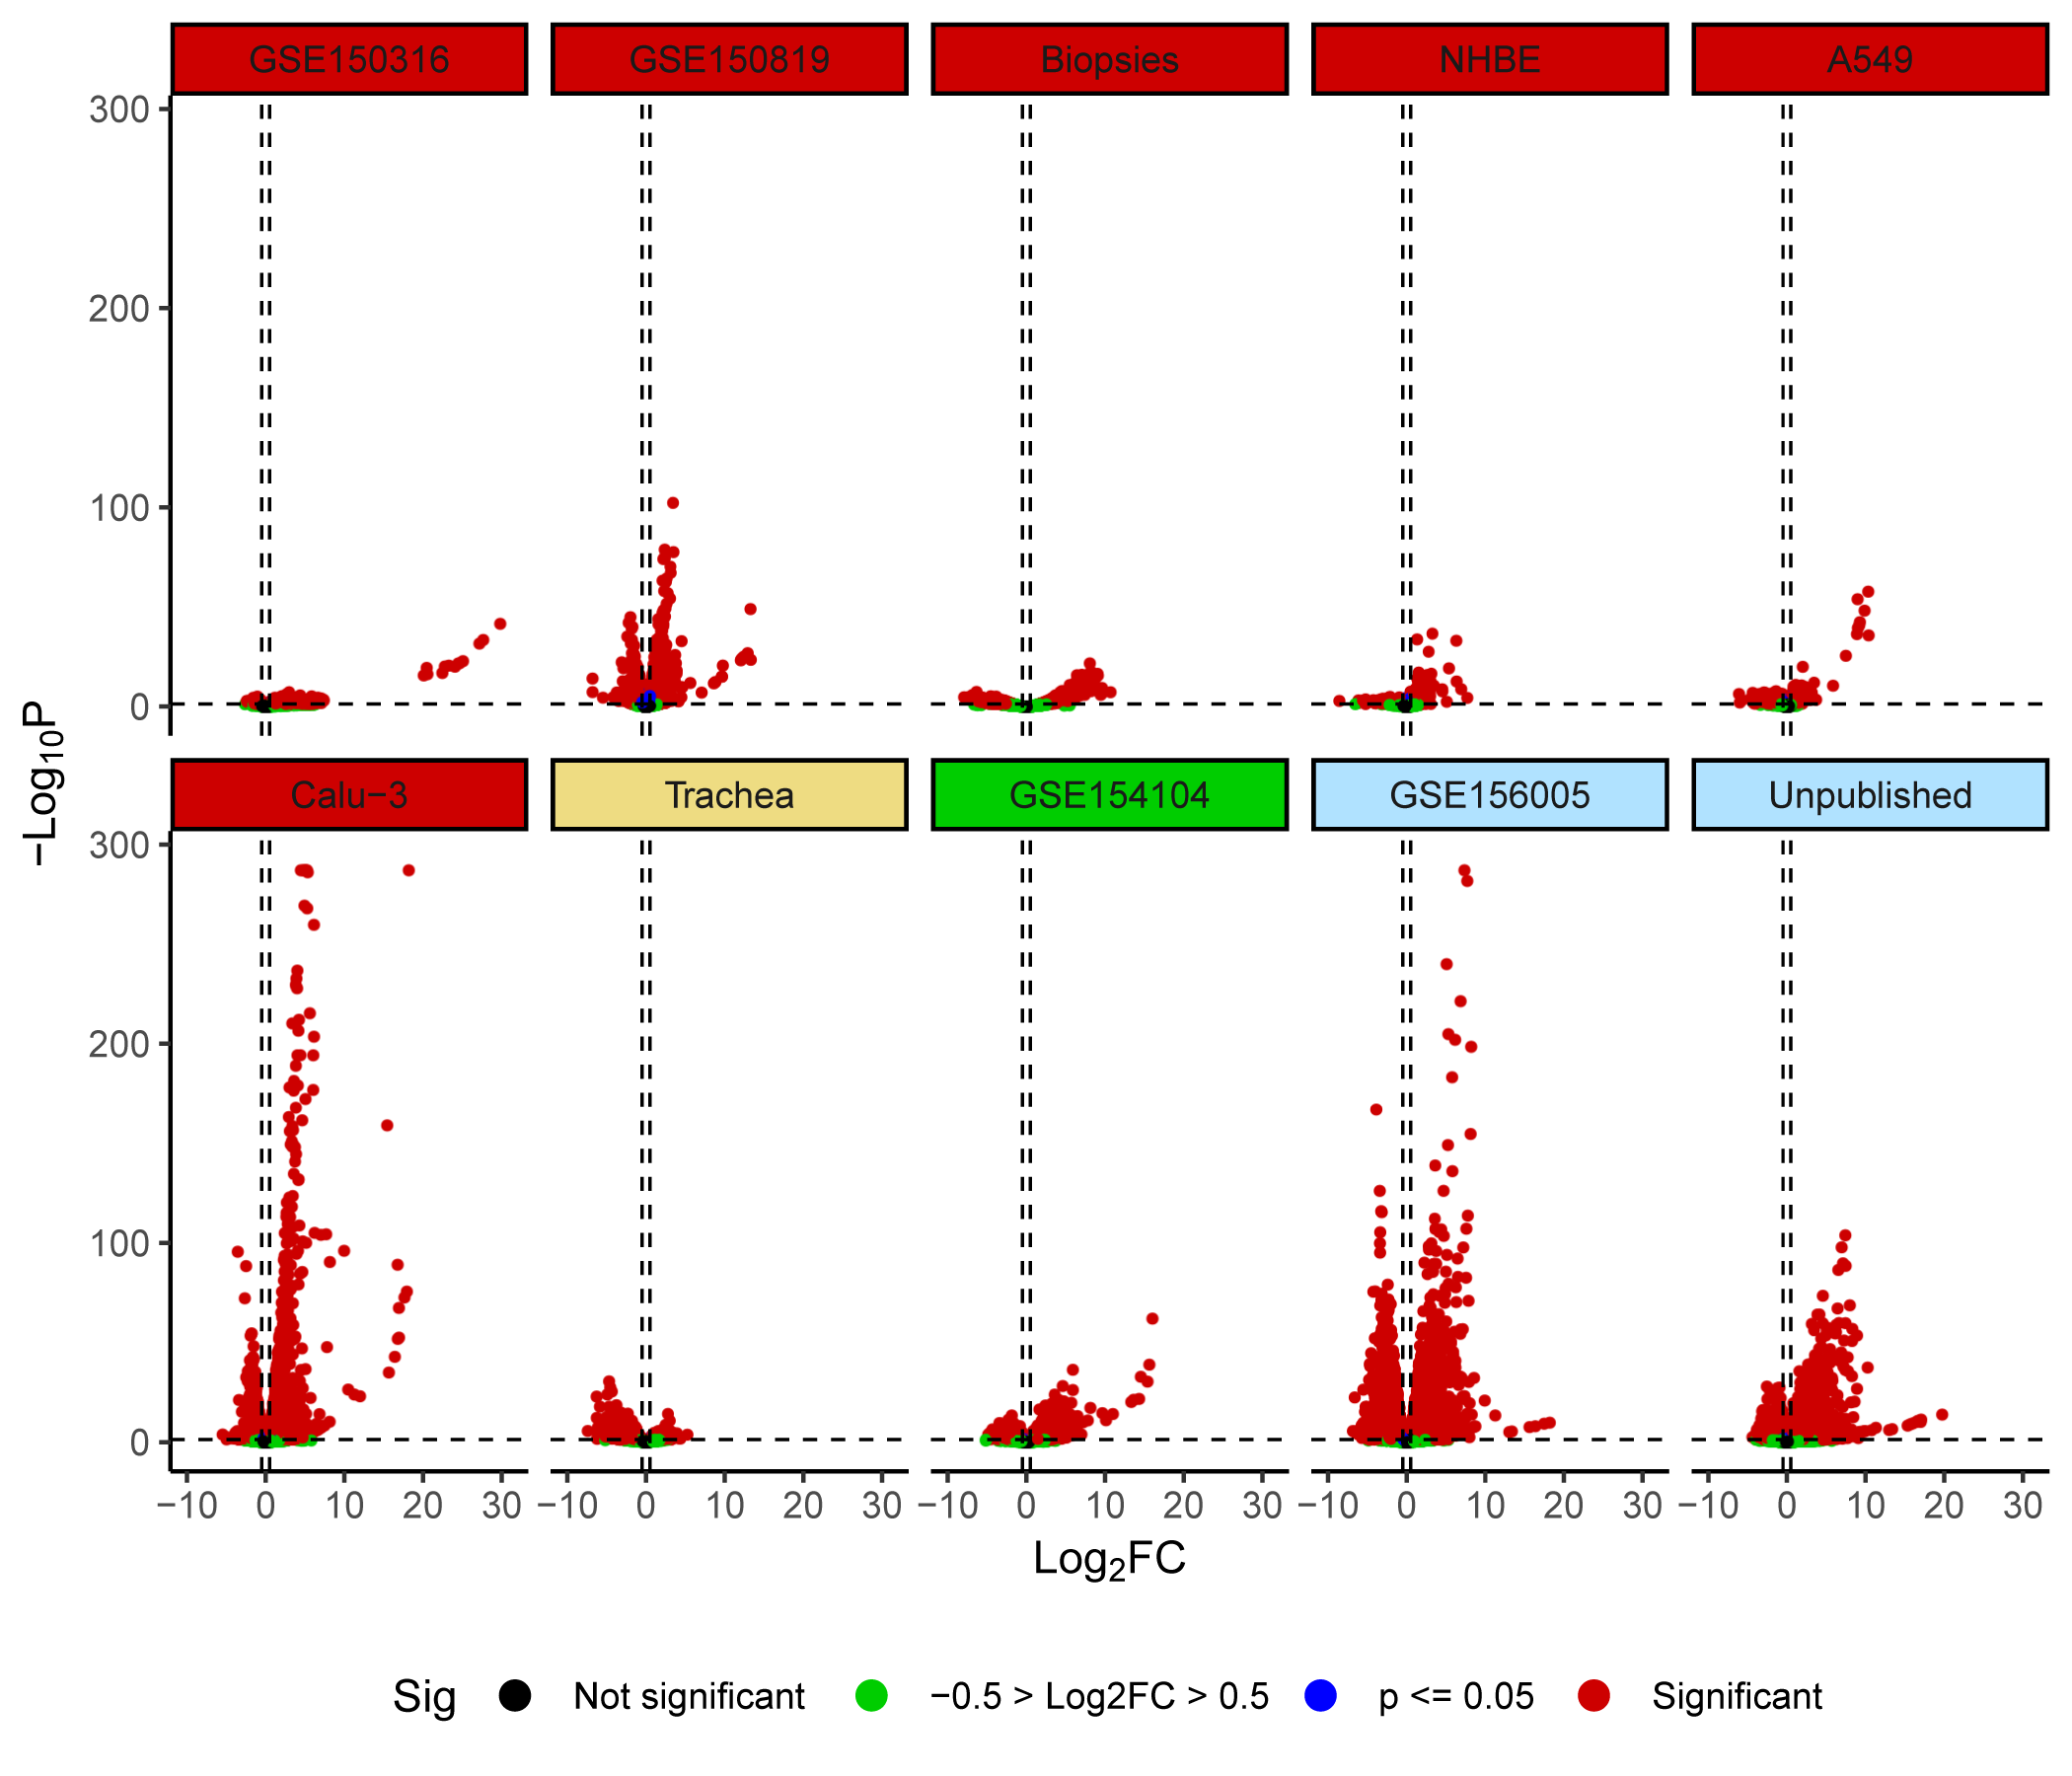 GSE150316 GSE150819 Biopsies NHBE A549
300
200
100
0
−Log10P
Calu−3 Trachea GSE154104 GSE156005 Unpublished
300
200
100
0
−10 0 10 20 30 −10 0 10 20 30 −10 0 10 20 30 −10 0 10 20 30 −10 0 10 20 30
Log2FC
Sig Not significant −0.5 > Log2FC > 0.5 p <= 0.05 Significant